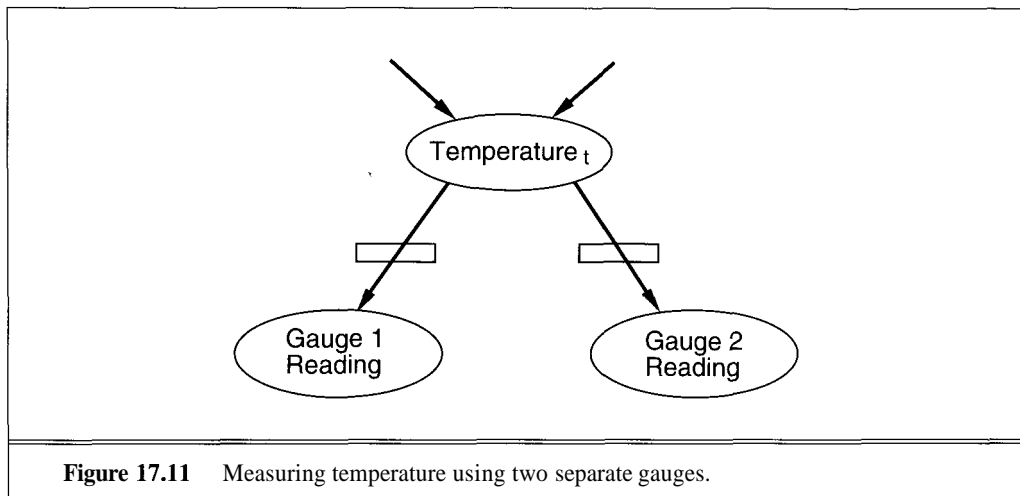 Temperature t
Gauge 1
Reading
Gauge 2
Reading
Figure 17.11 Measuring temperature using two separate gauges.